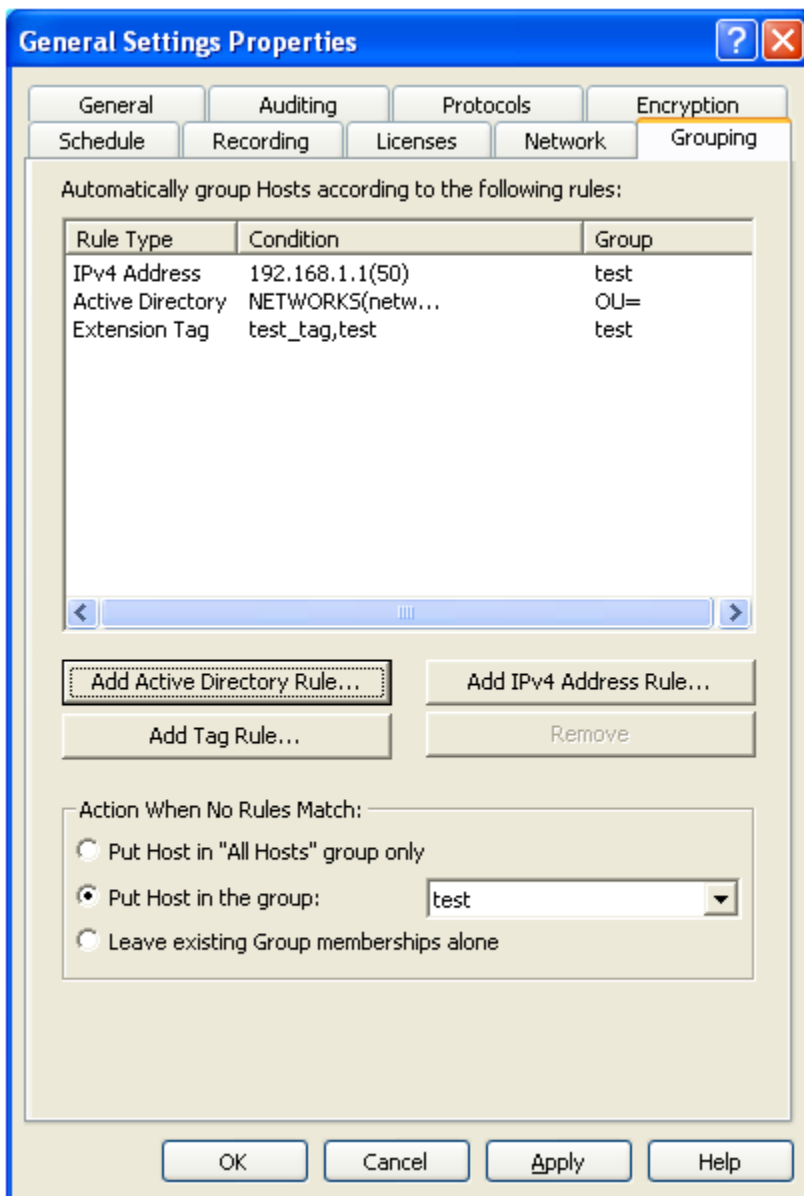 General Settings Properties
General Auditing Protocols Encryption
Schedule Recording Licenses Network Grouping
Automatically group Hosts according to the following rules:
Rule Type Condition Group
IPv4 Address 192.168.1.1(50) test
Active Directory NETWORKS(netw... OU=
Extension Tag test_tag,test test
Add Active Directory Rule... Add IPv4 Address Rule...
Add Tag Rule... Remove
Action When No Rules Match:
Put Host in "All Hosts" group only
Put Host in the group: test
Leave existing Group memberships alone
OK Cancel Apply Help